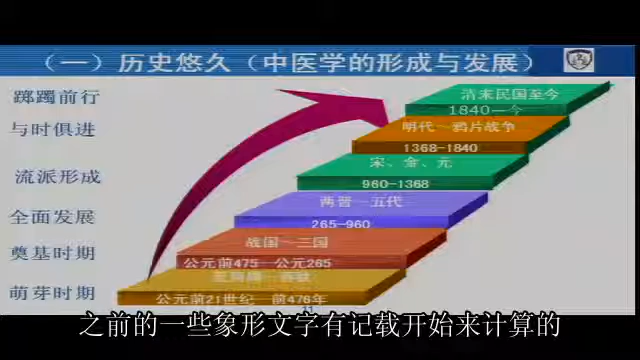 （一）历史悠久（中医学的形成与发展）
踯躅前行
清末民国至今
1840—今
与时俱进
明代—鸦片战争
1368—1840
流派形成
宋、金、元
960—1368
全面发展
两晋—五代
265—960
奠基时期
战国—三国
公元前475—公元265
萌芽时期
公元前21世纪—前476年
之前的一些象形文字有记载开始来计算的